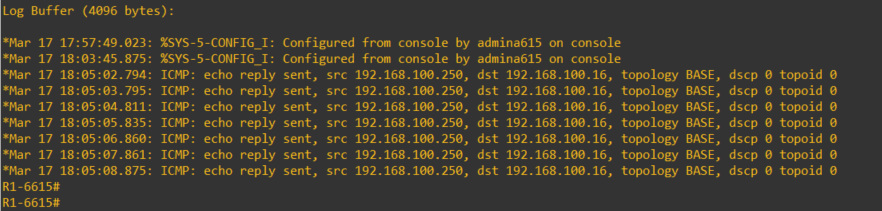 Log Buffer (4096 bytes):
*Mar 17 17:57:49.023: %SYS-5-CONFIG_I: Configured from console by admina615 on console
*Mar 17 18:03:45.875: %SYS-5-CONFIG_I: Configured from console by admina615 on console
*Mar 17 18:05:02.794: ICMP: echo reply sent, src 192.168.100.250, dst 192.168.100.16, topology BASE, dscp 0 topoid 0
*Mar 17 18:05:03.795: ICMP: echo reply sent, src 192.168.100.250, dst 192.168.100.16, topology BASE, dscp 0 topoid 0
*Mar 17 18:05:04.811: ICMP: echo reply sent, src 192.168.100.250, dst 192.168.100.16, topology BASE, dscp 0 topoid 0
*Mar 17 18:05:05.835: ICMP: echo reply sent, src 192.168.100.250, dst 192.168.100.16, topology BASE, dscp 0 topoid 0
*Mar 17 18:05:06.860: ICMP: echo reply sent, src 192.168.100.250, dst 192.168.100.16, topology BASE, dscp 0 topoid 0
*Mar 17 18:05:07.861: ICMP: echo reply sent, src 192.168.100.250, dst 192.168.100.16, topology BASE, dscp 0 topoid 0
*Mar 17 18:05:08.875: ICMP: echo reply sent, src 192.168.100.250, dst 192.168.100.16, topology BASE, dscp 0 topoid 0
R1-6615#
R1-6615#